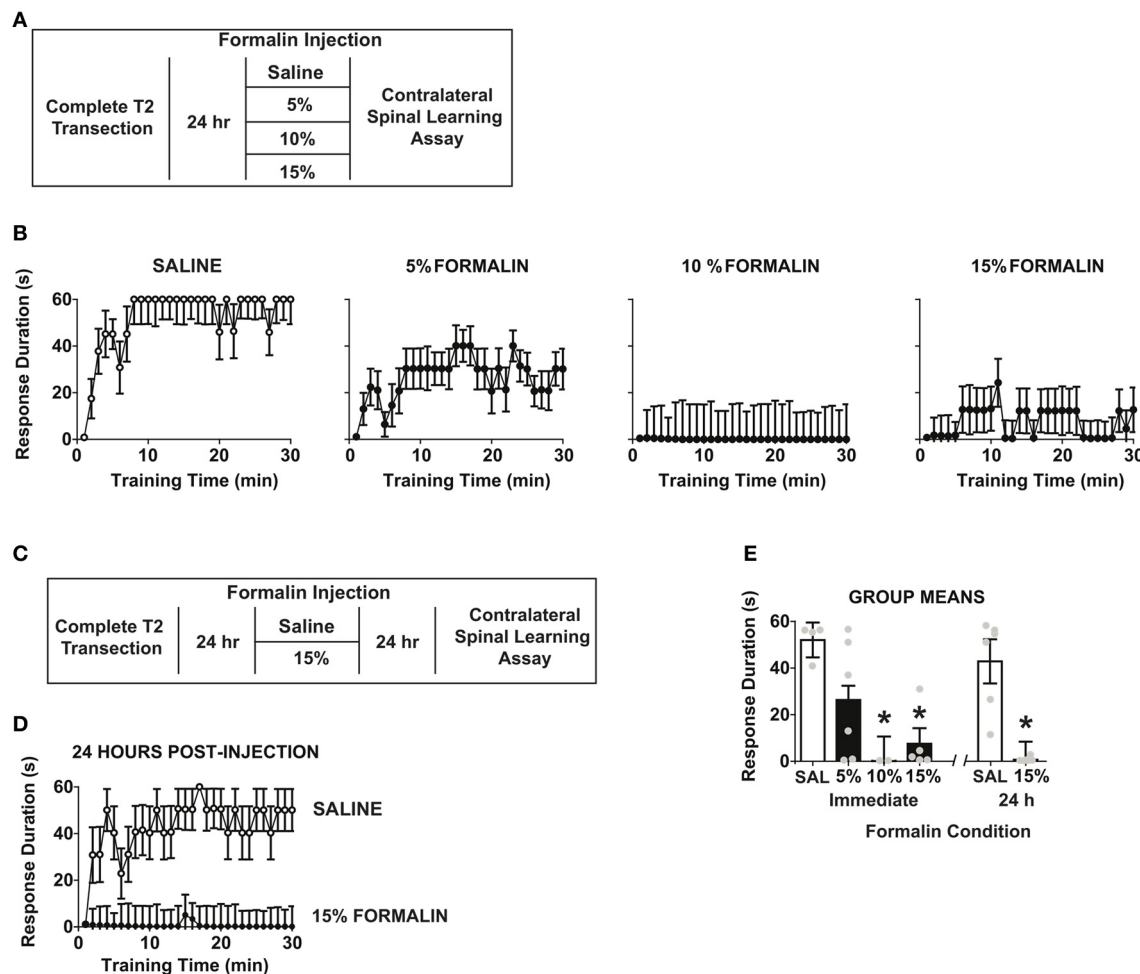 A
Formalin Injection
Complete T2
Transection
24 hr
Saline
5%
10%
15%
Contralateral
Spinal Learning
Assay
B
SALINE
5% FORMALIN
10 % FORMALIN
15% FORMALIN
Response Duration (s)
60
40
20
0
0 10 20 30
Training Time (min)
0 10 20 30
Training Time (min)
0 10 20 30
Training Time (min)
0 10 20 30
Training Time (min)
C
Formalin Injection
Complete T2
Transection
24 hr
Saline
15%
24 hr
Contralateral
Spinal Learning
Assay
D
24 HOURS POST-INJECTION
Response Duration (s)
60
40
20
0
SALINE
15% FORMALIN
0 10 20 30
Training Time (min)
E
GROUP MEANS
Response Duration (s)
60
40
20
0
* * *
SAL 5% 10% 15% SAL 15%
Immediate 24 h
Formalin Condition